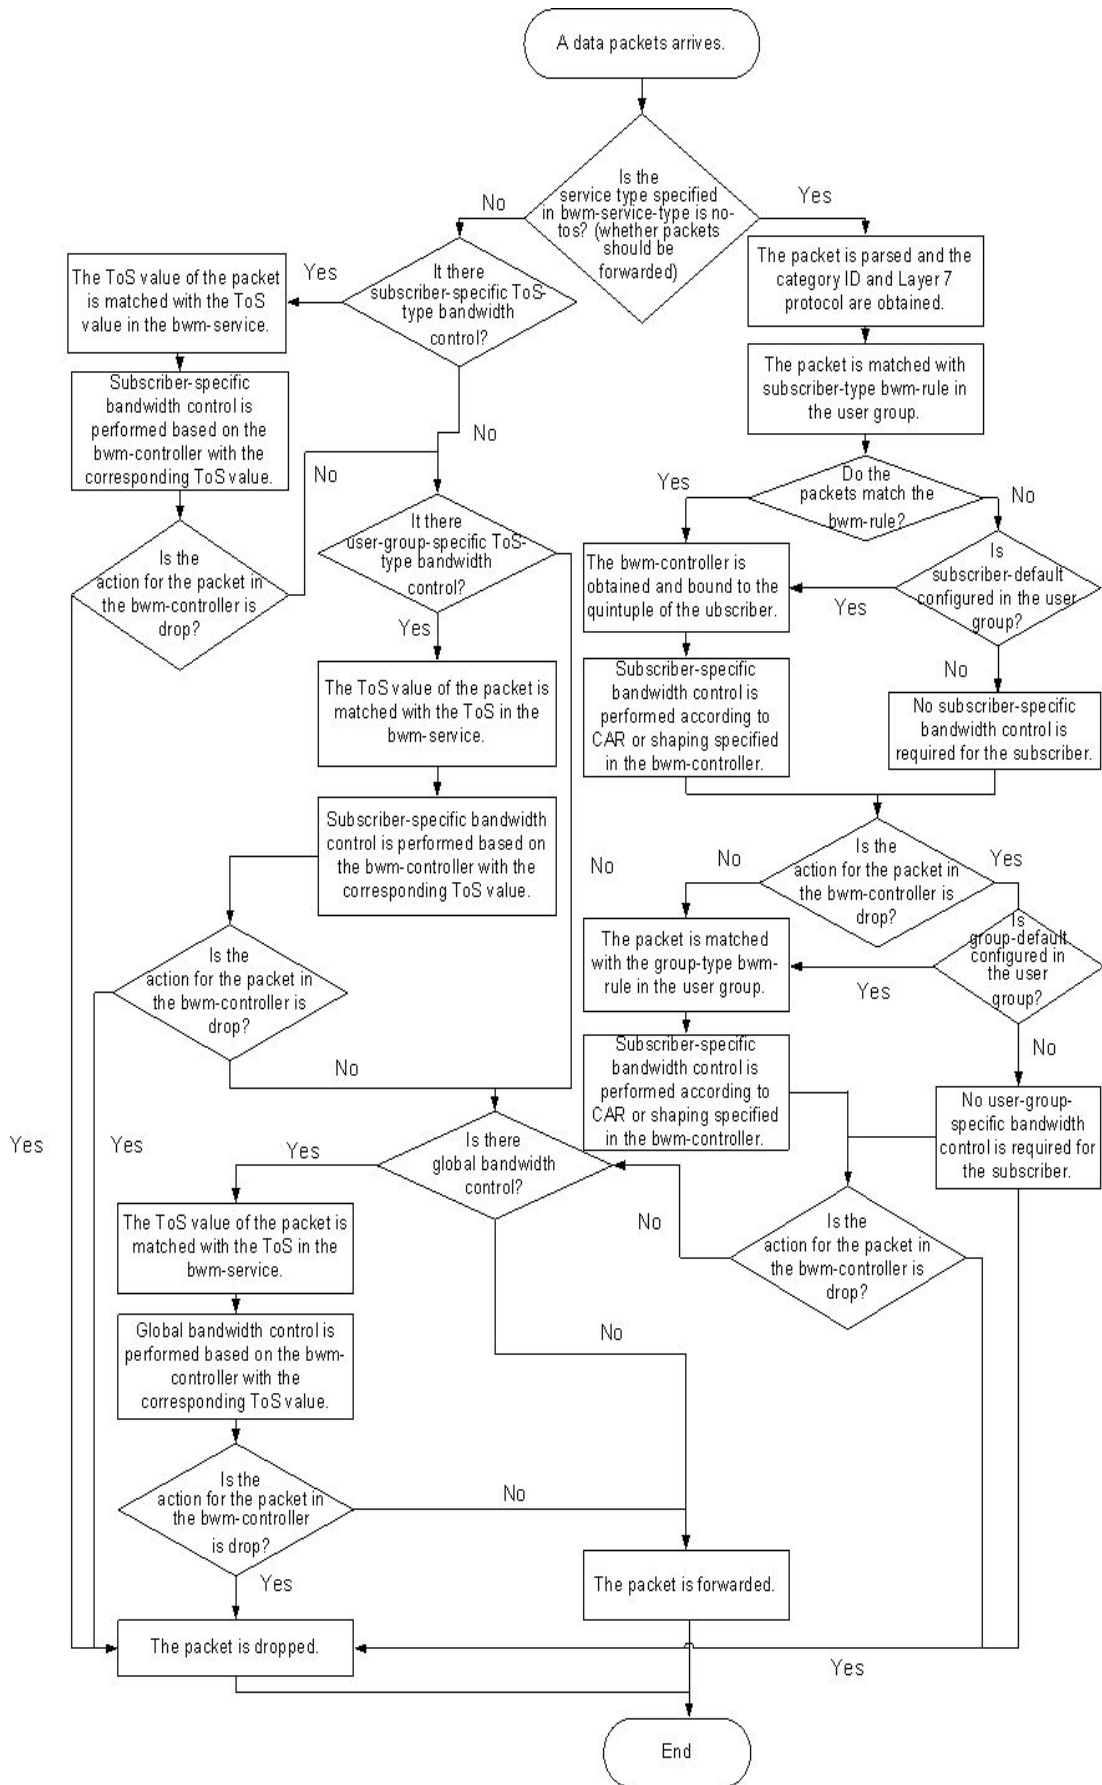 A data packets arrives.
Is the
service type specified
in bwm-service-type is no-
tos? (whether packets
should be
forwarded)
No
Yes
It there
subscriber-specific ToS-
type bandwidth
control?
Yes
The ToS value of the packet
is matched with the ToS
value in the bwm-service.
Subscriber-specific
bandwidth control is
performed based on the
bwm-controller with the
corresponding ToS value.
No
No
Is the
action for the packet in
the bwm-controller is
drop?
It there
user-group-specific ToS-
type bandwidth
control?
Yes
The ToS value of the packet is
matched with the ToS in the
bwm-service.
Subscriber-specific bandwidth
control is performed based on
the bwm-controller with the
corresponding ToS value.
Is the
action for the packet in
the bwm-controller is
drop?
No
Yes
Yes
The packet is parsed and the
category ID and Layer 7
protocol are obtained.
The packet is matched with
subscriber-type bwm-rule in
the user group.
Do the
packets match the
bwm-rule?
Yes
No
The bwm-controller is
obtained and bound to the
quintuple of the ubscriber.
Is
subscriber-default
configured in the user
group?
Yes
No
Subscriber-specific
bandwidth control is
performed according to
CAR or shaping specified
in the bwm-controller.
No subscriber-specific
bandwidth control is
required for the subscriber.
Is the
action for the packet in
the bwm-controller is
drop?
No
No
Yes
The packet is matched
with the group-type bwm-
rule in the user group.
Is
group-default
configured in
the user
group?
Yes
No
Subscriber-specific
bandwidth control is
performed according to
CAR or shaping specified
in the bwm-controller.
No user-group-
specific bandwidth
control is required for
the subscriber.
Is the
action for the packet in
the bwm-controller is
drop?
No
Is there
global bandwidth
control?
Yes
The ToS value of the packet is
matched with the ToS in the
bwm-service.
Global bandwidth control is
performed based on the bwm-
controller with the
corresponding ToS value.
No
Is the
action for the packet in
the bwm-controller
is drop?
No
Yes
The packet is forwarded.
The packet is dropped.
Yes
End